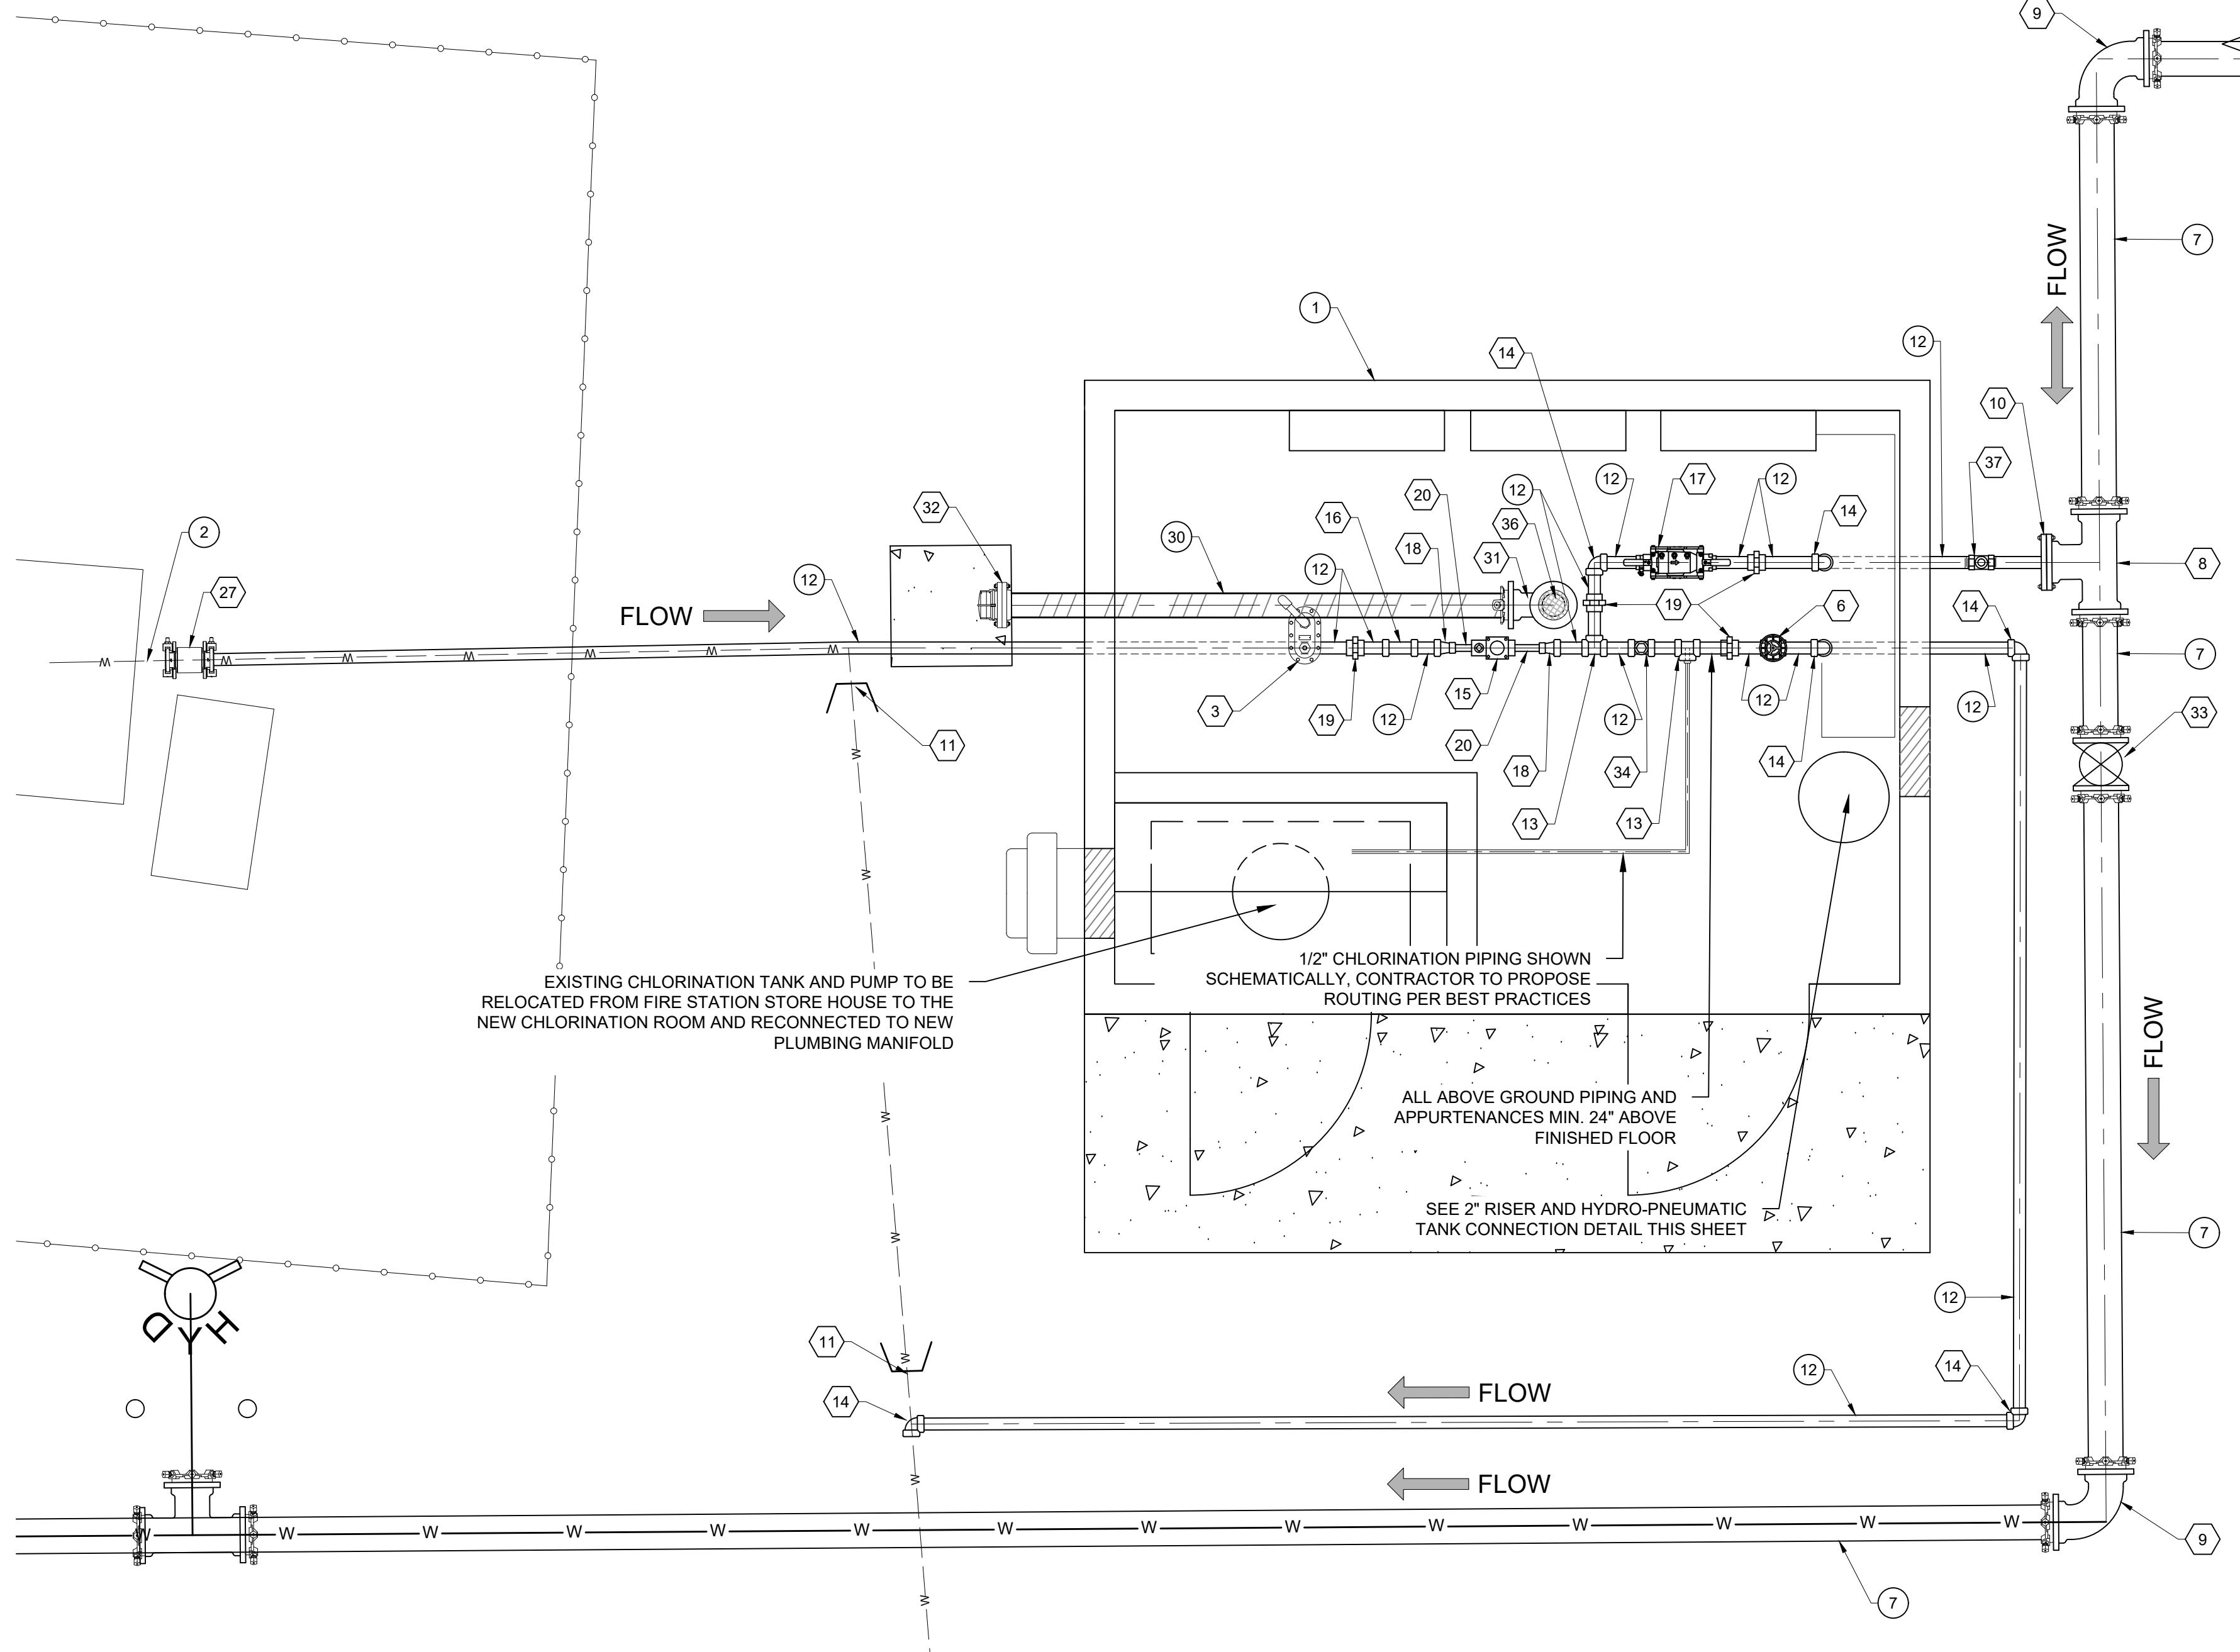 9
7
FLOW
1
12
14
10
37
12
17
12
14
20
12
36
31
18
16
12
32
30
2
27
12
FLOW
19
6
14
8
7
33
3
19
12
15
20
18
12
34
12
14
12
13
13
11
W
W
W
W
W
W
W
W
W
EXISTING CHLORINATION TANK AND PUMP TO BE
RELOCATED FROM FIRE STATION STORE HOUSE TO THE
NEW CHLORINATION ROOM AND RECONNECTED TO NEW
PLUMBING MANIFOLD
1/2" CHLORINATION PIPING SHOWN
SCHEMATICALLY, CONTRACTOR TO PROPOSE
ROUTING PER BEST PRACTICES
FLOW
ALL ABOVE GROUND PIPING AND
APPURTENANCES MIN. 24" ABOVE
FINISHED FLOOR
SEE 2" RISER AND HYDRO-PNEUMATIC
TANK CONNECTION DETAIL THIS SHEET
7
12
HYD
W
W
W
11
14
FLOW
12
14
W
FLOW
W
W
W
W
W
W
W
W
W
W
W
W
W
W
9
W
7